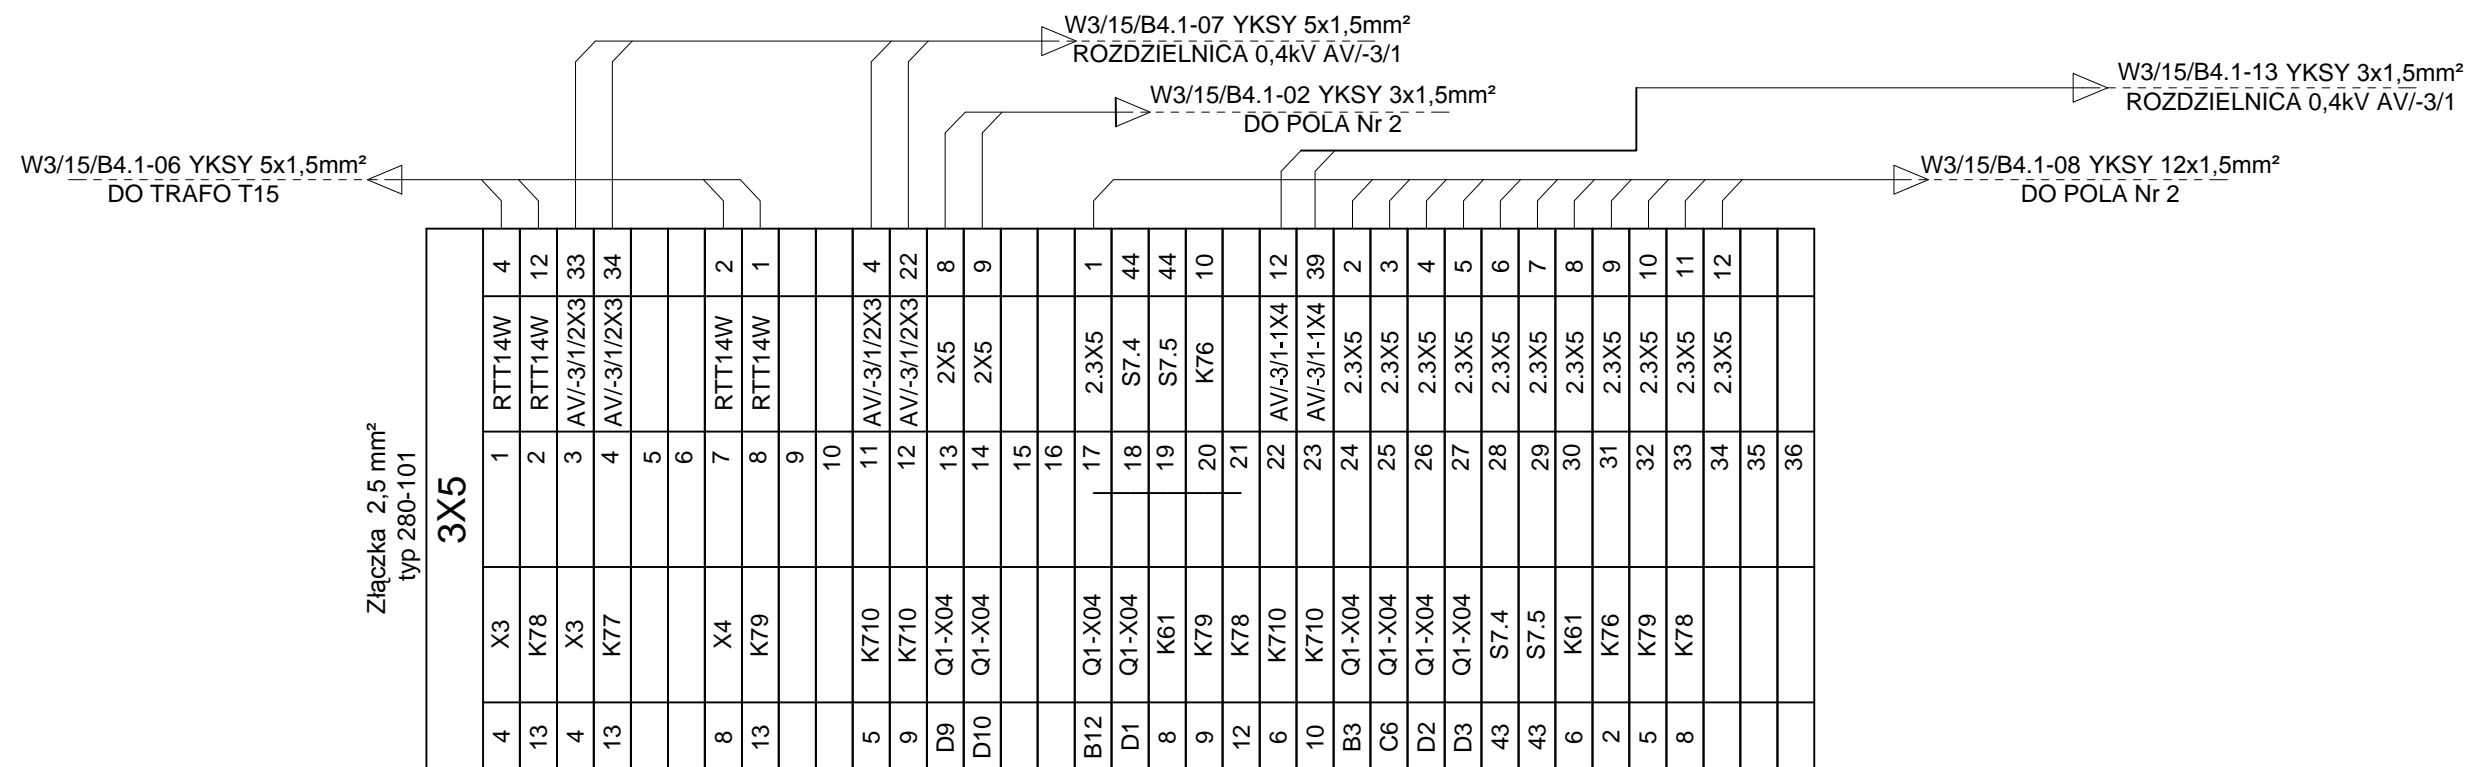 W3/15/B4.1-07 YKSY 5x1,5mm²
ROZDZIELNICA 0,4kV AV/-3/1
W3/15/B4.1-13 YKSY 3x1,5mm²
ROZDZIELNICA 0,4kV AV/-3/1
W3/15/B4.1-02 YKSY 3x1,5mm²
DO POLA Nr 2
W3/15/B4.1-06 YKSY 5x1,5mm²
DO TRAFO T15
W3/15/B4.1-08 YKSY 12x1,5mm²
DO POLA Nr 2
Złączka 2,5 mm²
typ 280-101
3X5
4 12 33 34 2 1 4 22 8 9 1 44 44 10 12 39 2 3 4 5 6 7 8 9 10 11 12
RTT14W RTT14W AV/-3/1/2X3 AV/-3/1/2X3 RTT14W RTT14W AV/-3/1/2X3 AV/-3/1/2X3 2X5 2X5 2.3X5 S7.4 S7.5 K76 AV/-3/1-1X4 AV/-3/1-1X4 2.3X5 2.3X5 2.3X5 2.3X5 2.3X5 2.3X5 2.3X5 2.3X5 2.3X5 2.3X5 2.3X5
1 2 3 4 5 6 7 8 9 10 11 12 13 14 15 16 17 18 19 20 21 22 23 24 25 26 27 28 29 30 31 32 33 34 35 36
X3 K78 X3 K77 X4 K79 K710 K710 Q1-X04 Q1-X04 Q1-X04 Q1-X04 K61 K79 K78 K710 K710 Q1-X04 Q1-X04 Q1-X04 Q1-X04 S7.4 S7.5 K61 K76 K79 K78
4 13 4 13 8 13 5 9 D9 D10 B12 D1 8 9 12 6 10 B3 C6 D2 D3 43 43 6 2 5 8